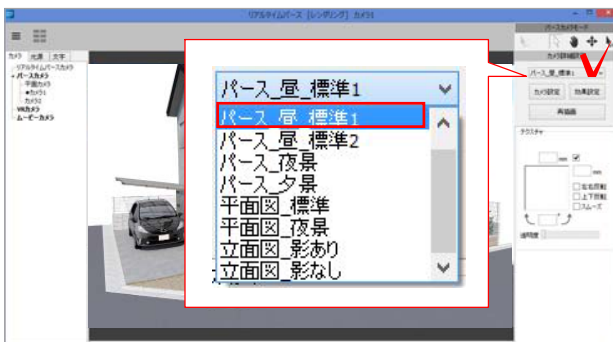 リアルタイムパース [レンダリング] カメラ1
パースカメラモード
カメラ 光源 文字
リアルタイムパースカメラ
パースカメラ
平面カメラ
カメラ1
カメラ2
VRカメラ
ムービーカメラ
パース_昼_標準1
パース_昼_標準1
パース_昼_標準2
パース_夜景
パース_夕景
平面図_標準
平面図_夜景
立面図_影あり
立面図_影なし
カメラ詳細設定
パース_昼_標準1
カメラ設定 効果設定
再描画
テクスチャ
mm
mm
左右反転
上下反転
スムーズ
透明度